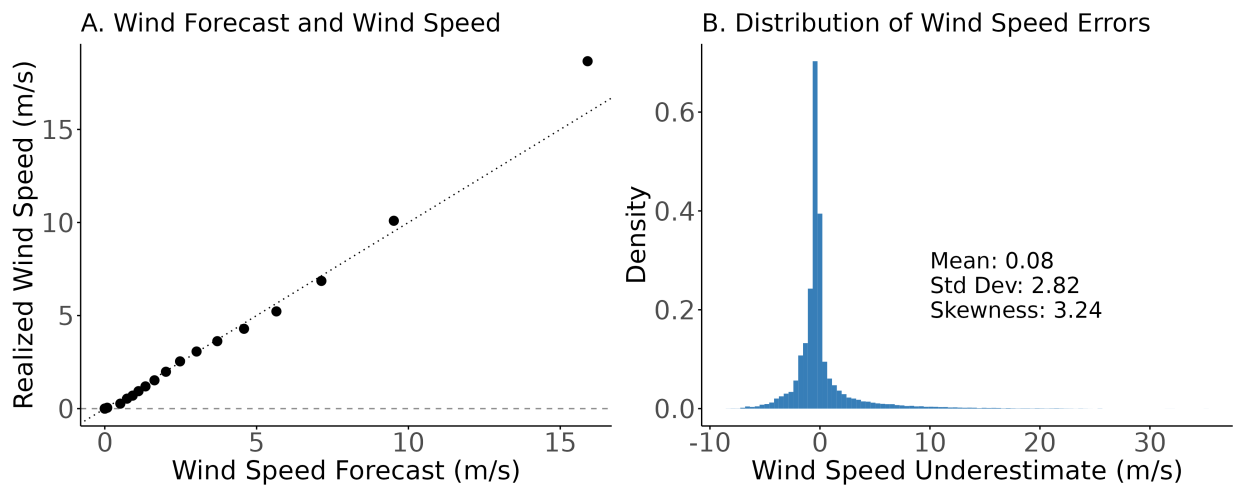 A. Wind Forecast and Wind Speed
Realized Wind Speed (m/s)
15
10
5
0
0 5 10 15
Wind Speed Forecast (m/s)
B. Distribution of Wind Speed Errors
Density
0.6
0.4
0.2
0.0
Mean: 0.08
Std Dev: 2.82
Skewness: 3.24
-10 0 10 20 30
Wind Speed Underestimate (m/s)